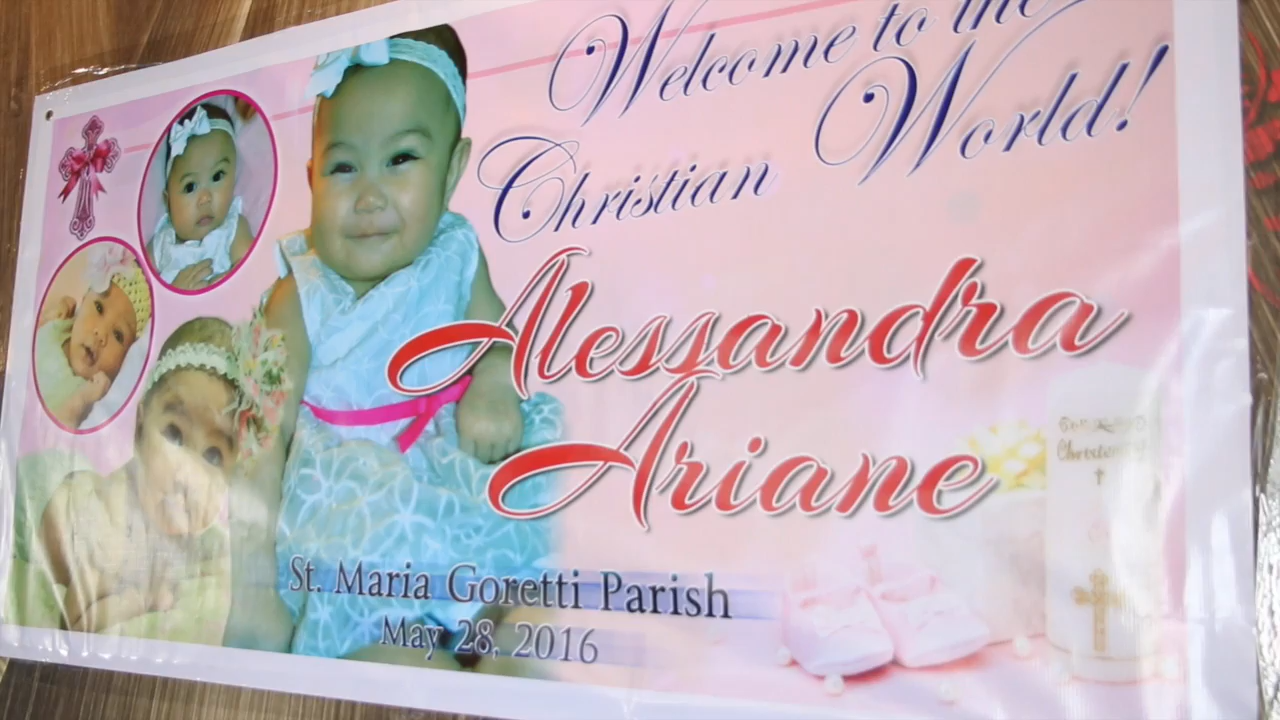 Welcome to the
Christian World!
Alessandra
Ariane
St. Maria Goretti Parish
May 28, 2016